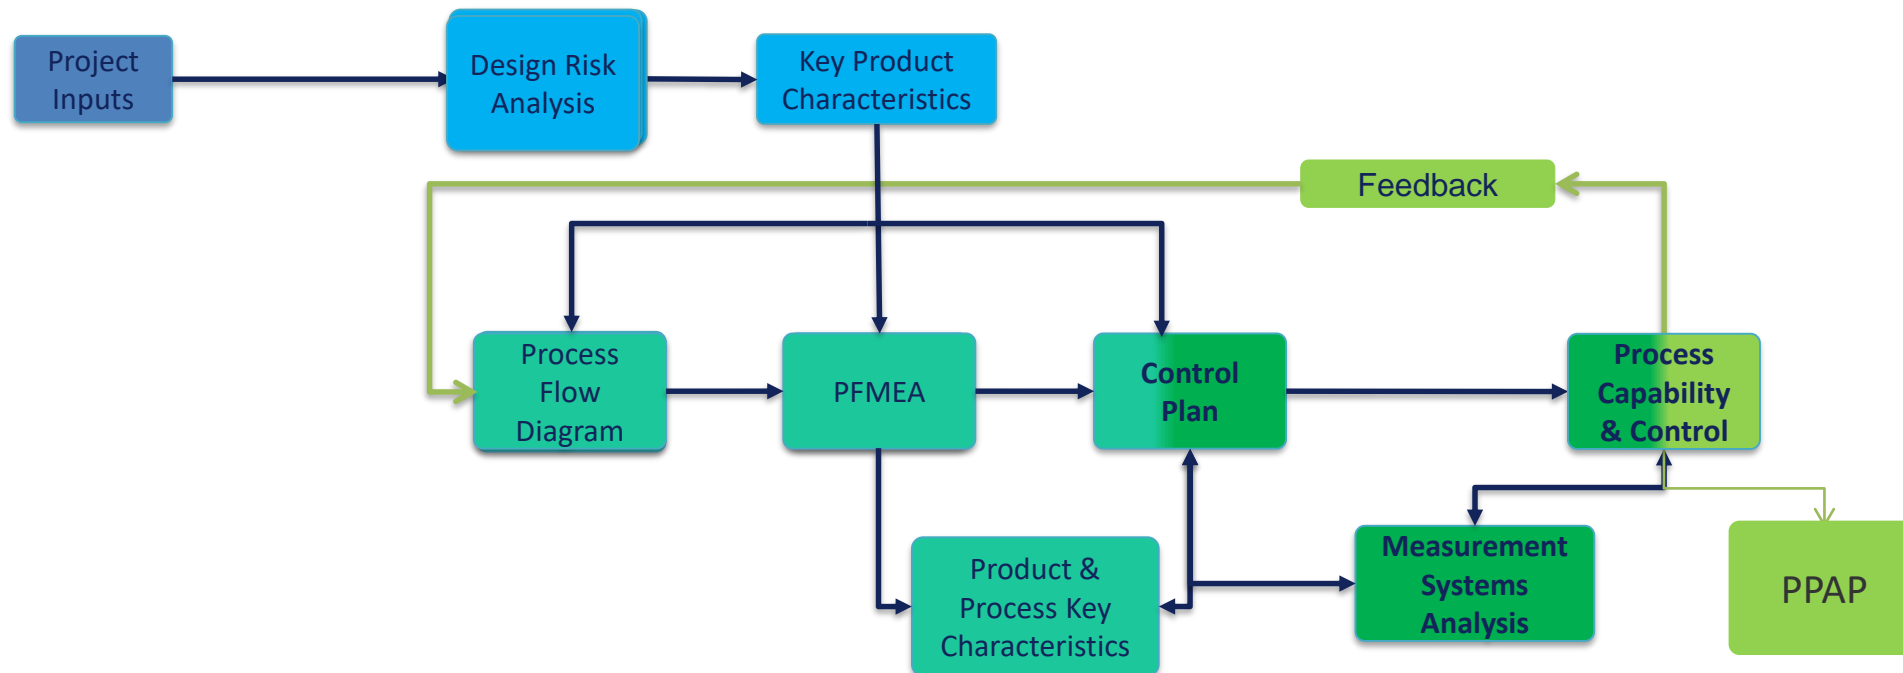 Project
Inputs
Design Risk
Analysis
Key Product
Characteristics
Feedback
Process
Flow
Diagram
PFMEA
Control
Plan
Process
Capability
& Control
Product &
Process Key
Characteristics
Measurement
Systems
Analysis
PPAP